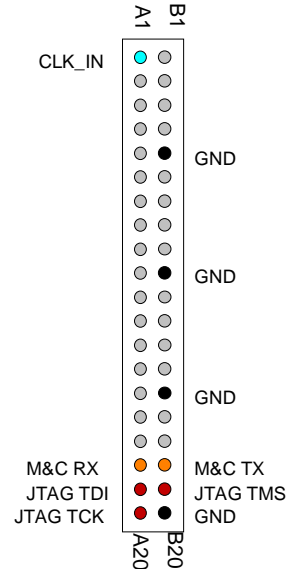 A1 B1
CLK_IN
GND
GND
GND
M&C RX M&C TX
JTAG TDI JTAG TMS
JTAG TCK GND
A20 B20